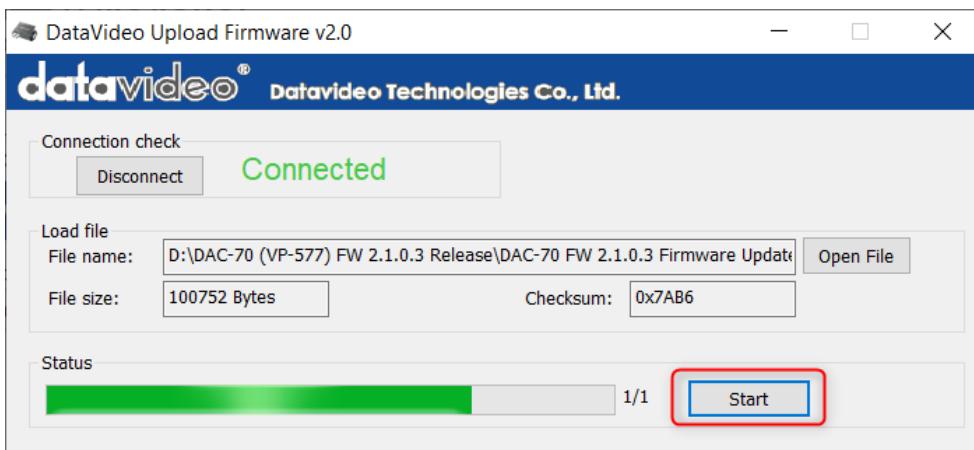 DataVideo Upload Firmware v2.0
datavideo® Datavideo Technologies Co., Ltd.
Connection check
Disconnect Connected
Load file
File name: D:\DAC-70 (VP-577) FW 2.1.0.3 Release\DAC-70 FW 2.1.0.3 Firmware Update Open File
File size: 100752 Bytes Checksum: 0x7AB6
Status
1/1 Start